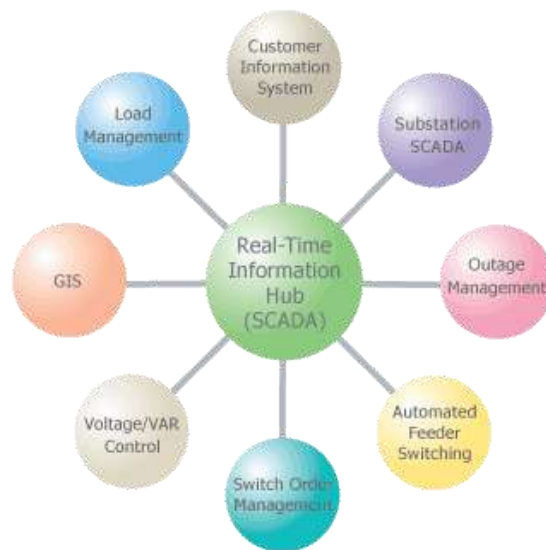 Customer
Information
System
Load
Management
Substation
SCADA
Real-Time
Information
Hub
(SCADA)
GIS
Outage
Management
Voltage/VAR
Control
Automated
Feeder
Switching
Switch Order
Management